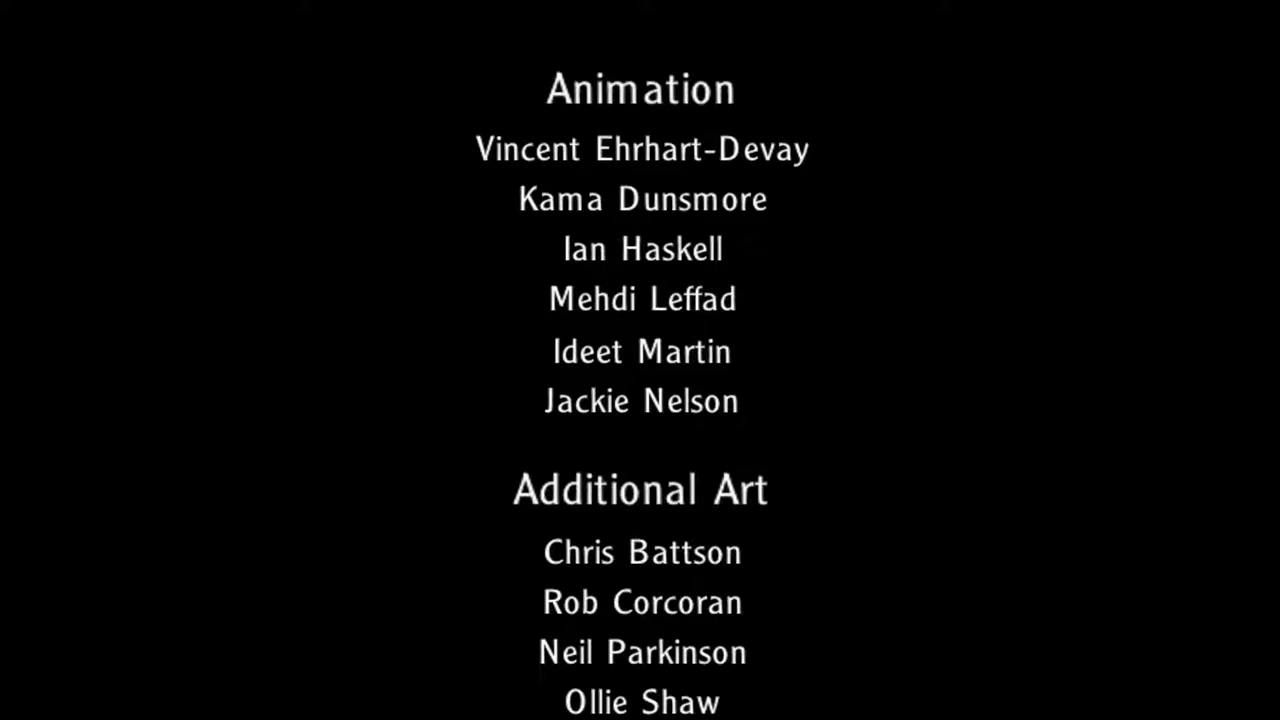 Animation
Vincent Ehrhart-Devay
Kama Dunsmore
Ian Haskell
Mehdi Leffad
Ideet Martin
Jackie Nelson
Additional Art
Chris Battson
Rob Corcoran
Neil Parkinson
Ollie Shaw